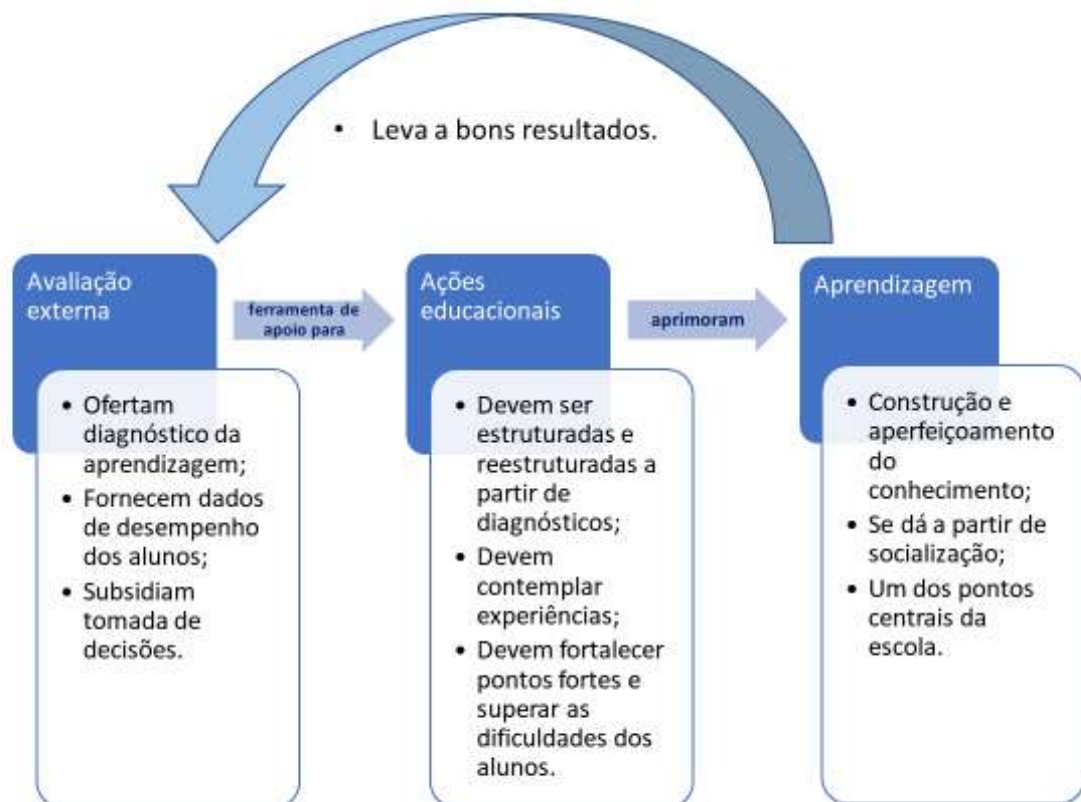 • Leva a bons resultados.
Avaliação
externa
ferramenta de
apoio para
Ações
educacionais
aprimoram
Aprendizagem
• Ofertam
diagnóstico da
aprendizagem;
• Fornecem dados
de desempenho
dos alunos;
• Subsidiam
tomada de
decisões.
• Devem ser
estruturadas e
reestruturadas a
partir de
diagnósticos;
• Devem
contemplar
experiências;
• Devem fortalecer
pontos fortes e
superar as
dificuldades dos
alunos.
• Construção e
aperfeiçoamento
do
conhecimento;
• Se dá a partir de
socialização;
• Um dos pontos
centrais da
escola.